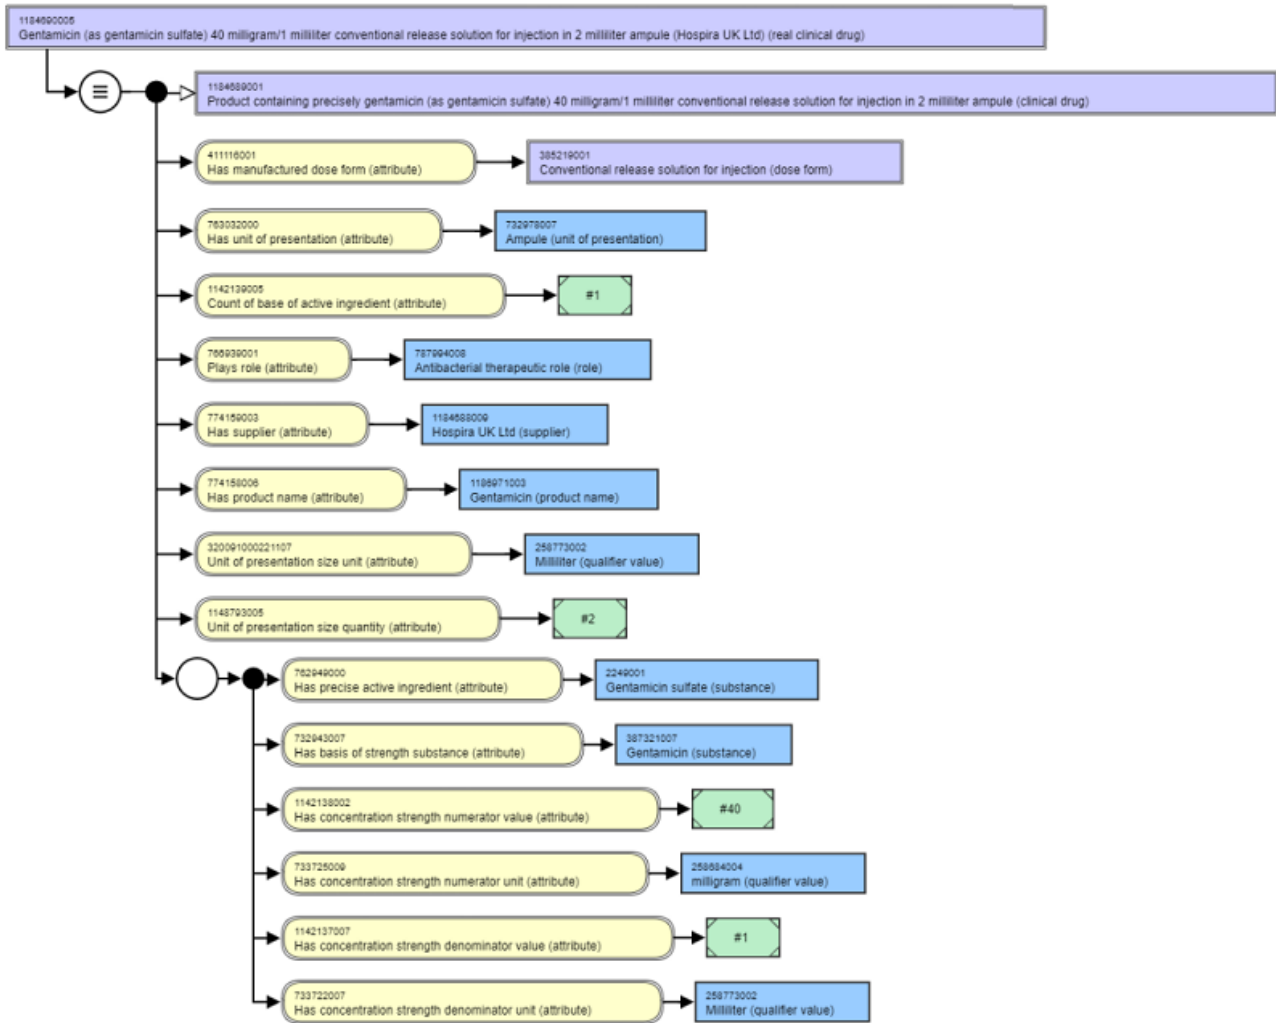 1184690005
Gentamicin (as gentamicin sulfate) 40 milligram/1 milliliter conventional release solution for injection in 2 milliliter ampule (Hospira UK Ltd) (real clinical drug)
1184689001
Product containing precisely gentamicin (as gentamicin sulfate) 40 milligram/1 milliliter conventional release solution for injection in 2 milliliter ampule (clinical drug)
411116001
Has manufactured dose form (attribute)
385219001
Conventional release solution for injection (dose form)
763032000
Has unit of presentation (attribute)
732978007
Ampule (unit of presentation)
1142139005
Count of base of active ingredient (attribute)
#1
766939001
Plays role (attribute)
787994008
Antibacterial therapeutic role (role)
774159003
Has supplier (attribute)
1184688009
Hospira UK Ltd (supplier)
774158006
Has product name (attribute)
1186971003
Gentamicin (product name)
320091000221107
Unit of presentation size unit (attribute)
258773002
Milliliter (qualifier value)
1148793005
Unit of presentation size quantity (attribute)
#2
762949000
Has precise active ingredient (attribute)
2249001
Gentamicin sulfate (substance)
732943007
Has basis of strength substance (attribute)
387321007
Gentamicin (substance)
1142138002
Has concentration strength numerator value (attribute)
#40
733725009
Has concentration strength numerator unit (attribute)
258684004
milligram (qualifier value)
1142137007
Has concentration strength denominator value (attribute)
#1
733722007
Has concentration strength denominator unit (attribute)
258773002
Milliliter (qualifier value)